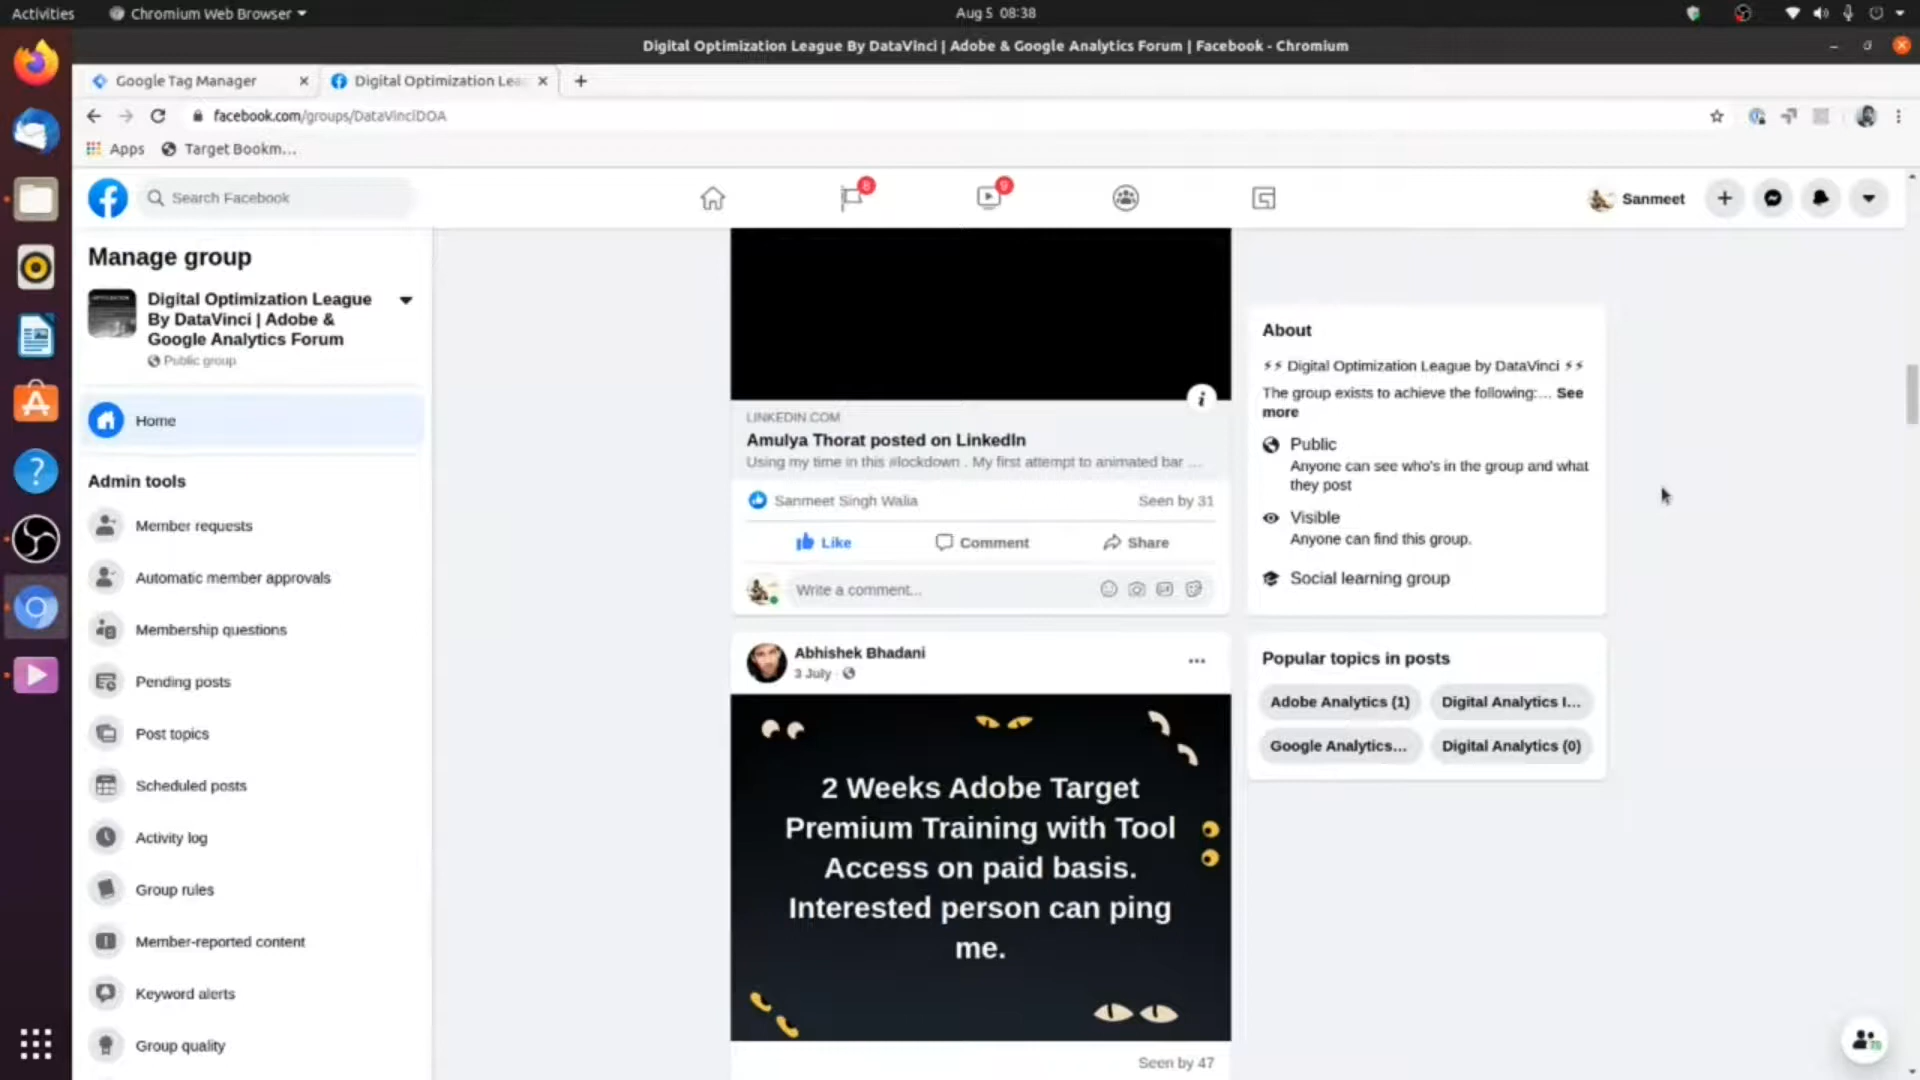 Activities
Chromium Web Browser
Aug 5 08:38
Digital Optimization League By DataVinci | Adobe & Google Analytics Forum | Facebook - Chromium
Google Tag Manager
Digital Optimization Lea
facebook.com/groups/DataVinciDOA
Apps
Target Bookm...
Search Facebook
8
9
Sanmeet
Manage group
Digital Optimization League
By DataVinci | Adobe &
Google Analytics Forum
Public group
Home
Admin tools
Member requests
Automatic member approvals
Membership questions
Pending posts
Post topics
Scheduled posts
Activity log
Group rules
Member-reported content
Keyword alerts
Group quality
LINKEDIN.COM
Amulya Thorat posted on LinkedIn
Using my time in this #lockdown . My first attempt to animated bar ...
Sanmeet Singh Walia
Seen by 31
Like
Comment
Share
Write a comment...
Abhishek Bhadani
3 July
2 Weeks Adobe Target
Premium Training with Tool
Access on paid basis.
Interested person can ping
me.
Seen by 47
About
⚡⚡ Digital Optimization League by DataVinci ⚡⚡
The group exists to achieve the following:... See
more
Public
Anyone can see who's in the group and what
they post
Visible
Anyone can find this group.
Social learning group
Popular topics in posts
Adobe Analytics (1)
Digital Analytics I...
Google Analytics...
Digital Analytics (0)